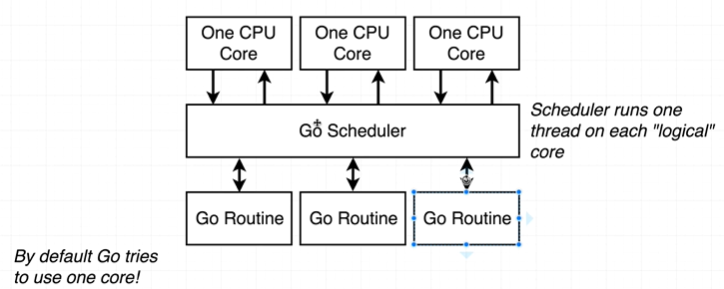 One CPU
Core
One CPU
Core
One CPU
Core
Go Scheduler
Scheduler runs one
thread on each "logical"
core
Go Routine
Go Routine
Go Routine
By default Go tries
to use one core!